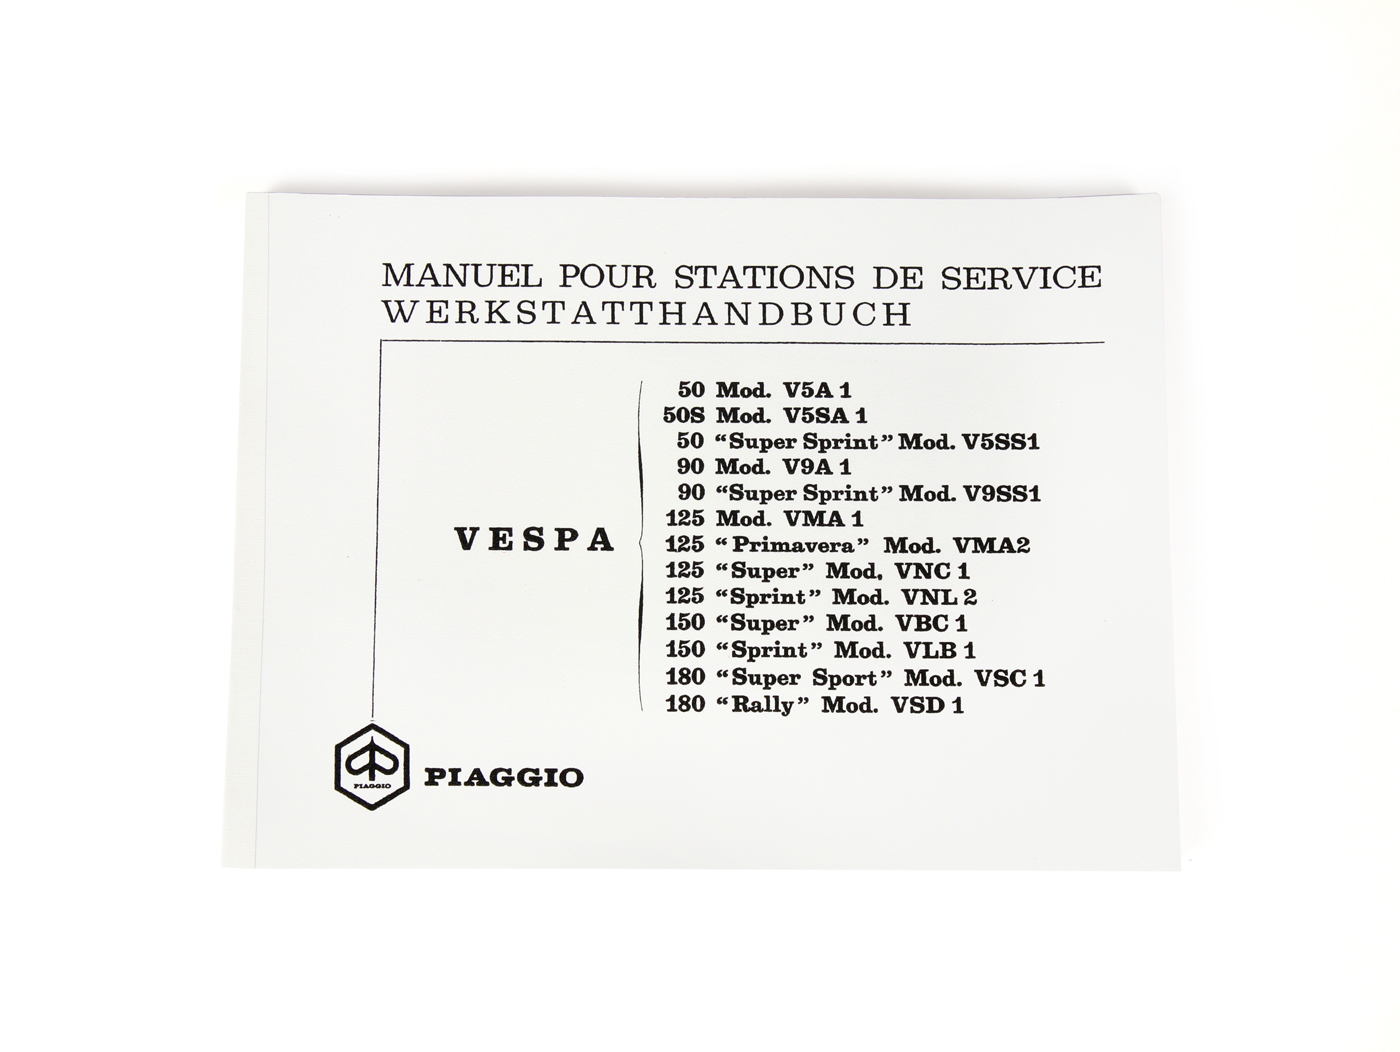 MANUEL POUR STATIONS DE SERVICE
WERKSTATTHANDBUCH
VESPA
50 Mod. V5A 1
50S Mod. V5SA 1
50 “Super Sprint” Mod. V5SS1
90 Mod. V9A 1
90 “Super Sprint” Mod. V9SS1
125 Mod. VMA 1
125 “Primavera” Mod. VMA2
125 “Super” Mod. VNC 1
125 “Sprint” Mod. VNL 2
150 “Super” Mod. VBC 1
150 “Sprint” Mod. VLB 1
180 “Super Sport” Mod. VSC 1
180 “Rally” Mod. VSD 1
PIAGGIO
PIAGGIO